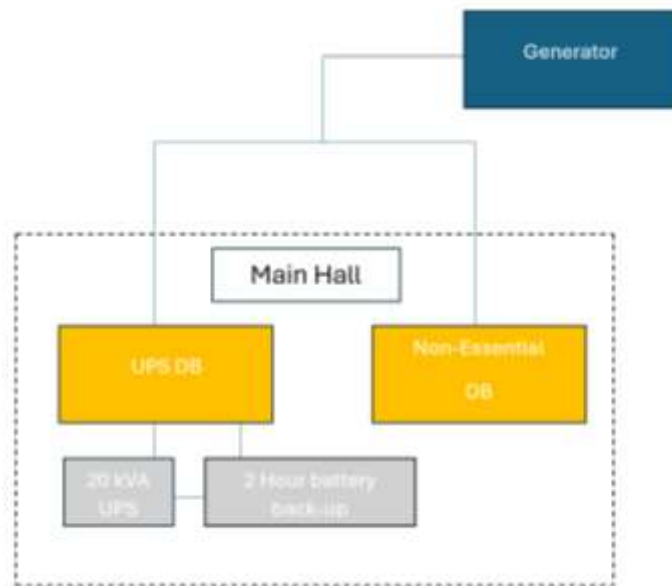 Generator
Main Hall
UPS DB
Non-Essential
DB
20 kVA
UPS
2 Hour battery
back-up